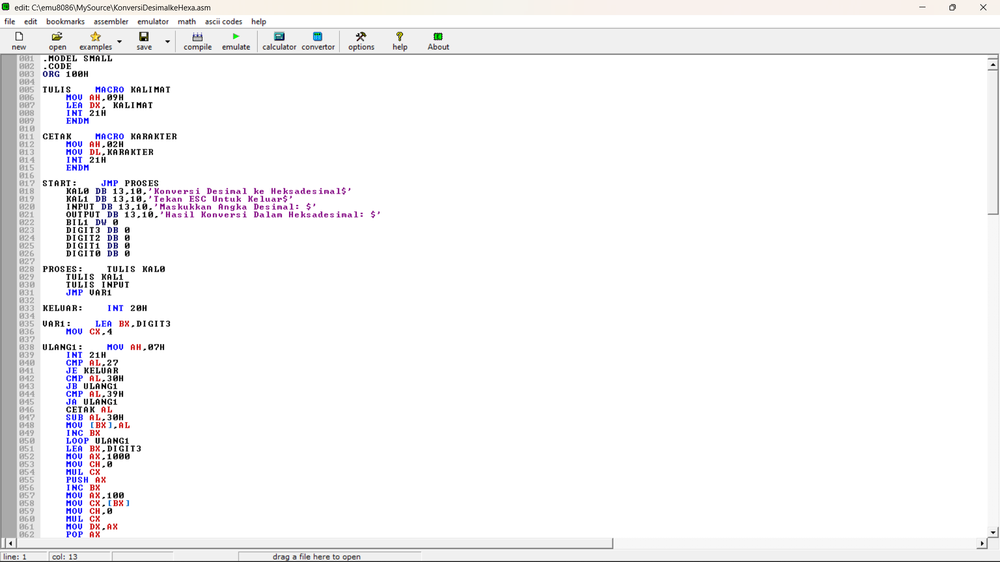 edit: C:\emu8086\MySource\KonversiDesimalkeHexa.asm
file edit bookmarks assembler emulator math ascii codes help
new open examples save compile emulate calculator convertor options help About
001 .MODEL SMALL
002 .CODE
003 ORG 100H
004
005 TULIS MACRO KALIMAT
006 MOV AH,09H
007 LEA DX, KALIMAT
008 INT 21H
009 ENDM
010
011 CETAK MACRO KARAKTER
012 MOV AH,02H
013 MOV DL,KARAKTER
014 INT 21H
015 ENDM
016
017 START: JMP PROSES
018 KAL0 DB 13,10,'Konversi Desimal ke Heksadesimal$'
019 KAL1 DB 13,10,'Tekan ESC Untuk Keluar$'
020 INPUT DB 13,10,'Maskukkan Angka Desimal: $'
021 OUTPUT DB 13,10,'Hasil Konversi Dalam Heksadesimal: $'
022 BIL1 DW 0
023 DIGIT3 DB 0
024 DIGIT2 DB 0
025 DIGIT1 DB 0
026 DIGIT0 DB 0
027
028 PROSES: TULIS KAL0
029 TULIS KAL1
030 TULIS INPUT
031 JMP VAR1
032
033 KELUAR: INT 20H
034
035 VAR1: LEA BX,DIGIT3
036 MOV CX,4
037
038 ULANG1: MOV AH,07H
039 INT 21H
040 CMP AL,27
041 JE KELUAR
042 CMP AL,30H
043 JB ULANG1
044 CMP AL,39H
045 JA ULANG1
046 CETAK AL
047 SUB AL,30H
048 MOV [BX],AL
049 INC BX
050 LOOP ULANG1
051 LEA BX,DIGIT3
052 MOV AX,1000
053 MOV CH,0
054 MUL CX
055 PUSH AX
056 INC BX
057 MOV AX,100
058 MOV CX,[BX]
059 MOV CH,0
060 MUL CX
061 MOV DX,AX
062 POP AX
line: 1 col: 13 drag a file here to open